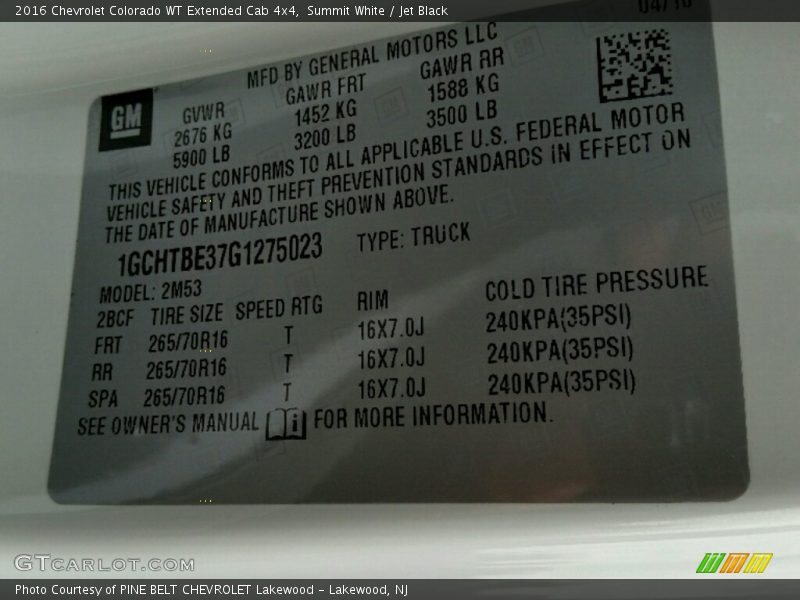 2016 Chevrolet Colorado WT Extended Cab 4x4, Summit White / Jet Black
04/16
MFD BY GENERAL MOTORS LLC
GM
GVWR GAWR FRT GAWR RR
2676 KG 1452 KG 1588 KG
5900 LB 3200 LB 3500 LB
THIS VEHICLE CONFORMS TO ALL APPLICABLE U.S. FEDERAL MOTOR
VEHICLE SAFETY AND THEFT PREVENTION STANDARDS IN EFFECT ON
THE DATE OF MANUFACTURE SHOWN ABOVE.
1GCHTBE37G1275023 TYPE: TRUCK
MODEL: 2M53
2BCF TIRE SIZE SPEED RTG RIM COLD TIRE PRESSURE
FRT 265/70R16 T 16X7.0J 240KPA(35PSI)
RR 265/70R16 T 16X7.0J 240KPA(35PSI)
SPA 265/70R16 T 16X7.0J 240KPA(35PSI)
SEE OWNER'S MANUAL i FOR MORE INFORMATION.
GTCARLOT.COM
Photo Courtesy of PINE BELT CHEVROLET Lakewood - Lakewood, NJ